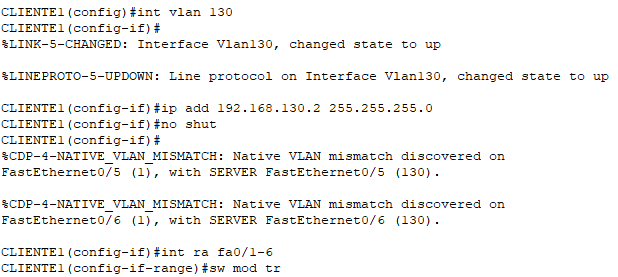 CLIENTE1(config)#int vlan 130
CLIENTE1(config-if)#
%LINK-5-CHANGED: Interface Vlan130, changed state to up
%LINEPROTO-5-UPDOWN: Line protocol on Interface Vlan130, changed state to up
CLIENTE1(config-if)#ip add 192.168.130.2 255.255.255.0
CLIENTE1(config-if)#no shut
CLIENTE1(config-if)#
%CDP-4-NATIVE_VLAN_MISMATCH: Native VLAN mismatch discovered on
FastEthernet0/5 (1), with SERVER FastEthernet0/5 (130).
%CDP-4-NATIVE_VLAN_MISMATCH: Native VLAN mismatch discovered on
FastEthernet0/6 (1), with SERVER FastEthernet0/6 (130).
CLIENTE1(config-if)#int ra fa0/1-6
CLIENTE1(config-if-range)#sw mod tr